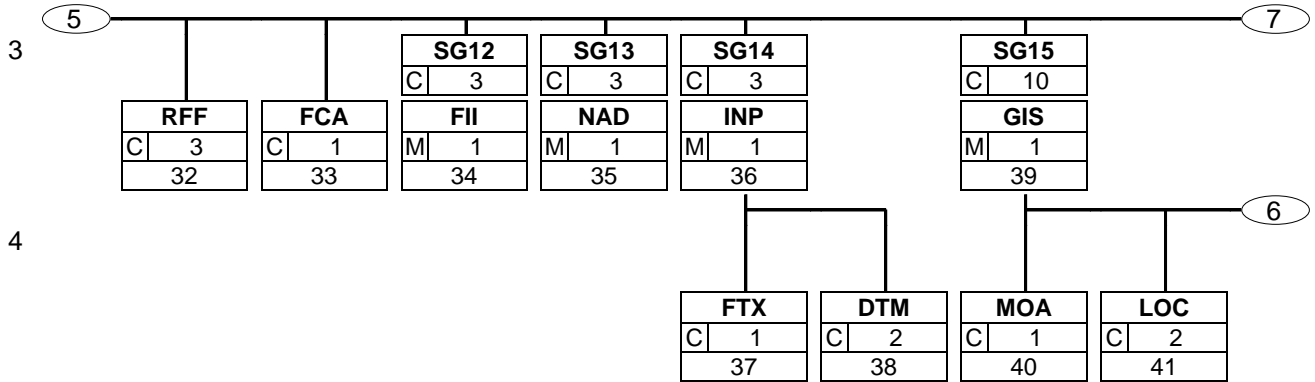 5 7
3 SG12 SG13 SG14 SG15
C 3 C 3 C 3 C 10
RFF FCA FII NAD INP GIS
C 3 C 1 M 1 M 1 M 1 M 1
32 33 34 35 36 39
6
4
FTX DTM MOA LOC
C 1 C 2 C 1 C 2
37 38 40 41